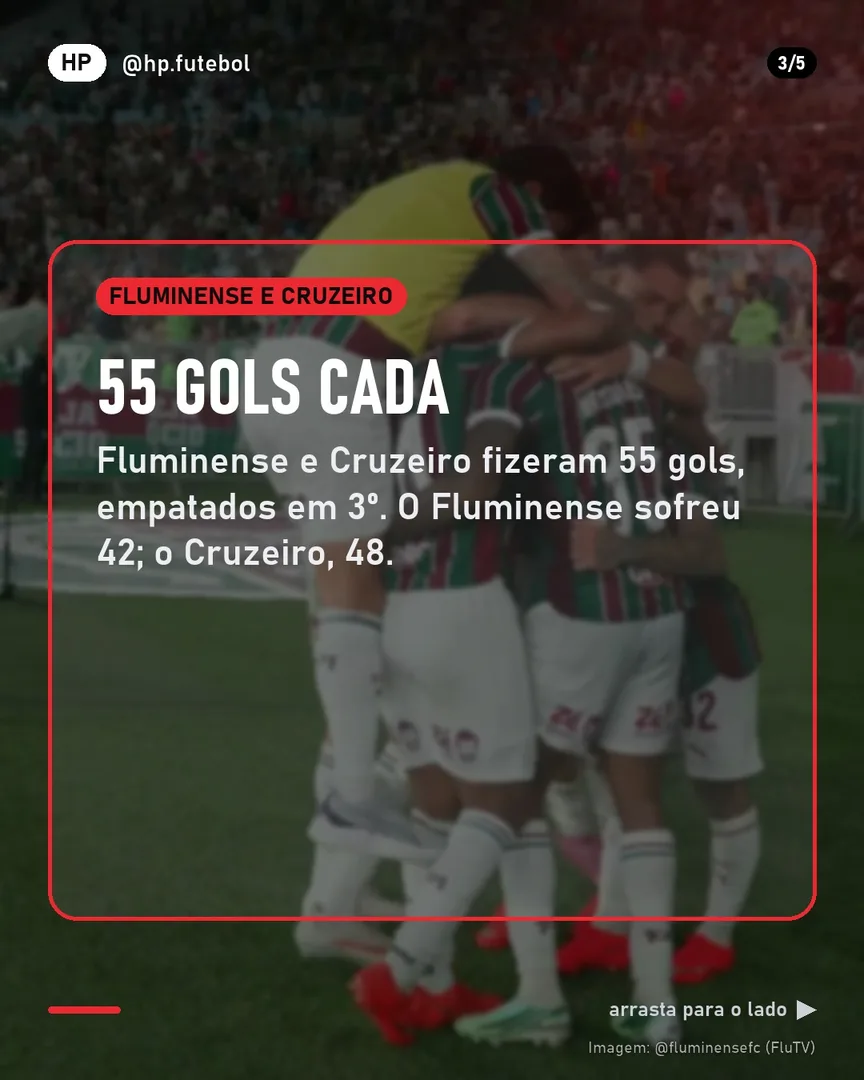 HP @hp.futebol 3/5
FLUMINENSE E CRUZEIRO
55 GOLS CADA
Fluminense e Cruzeiro fizeram 55 gols,
empatados em 3º. O Fluminense sofreu
42; o Cruzeiro, 48.
arrasta para o lado ▶
Imagem: @fluminensefc (FluTV)